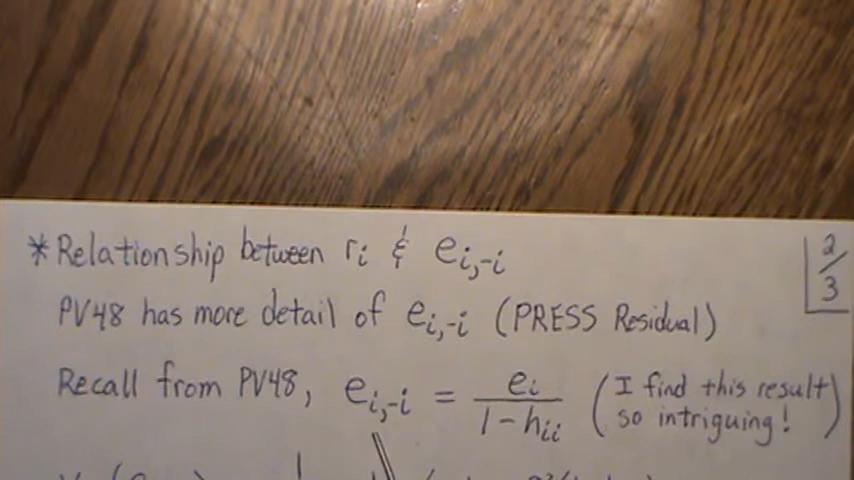 *Relationship between ri & ei,-i
2/3
PV48 has more detail of ei,-i (PRESS Residual)
Recall from PV48, ei,-i = ei / 1-hii (I find this result so intriguing!)